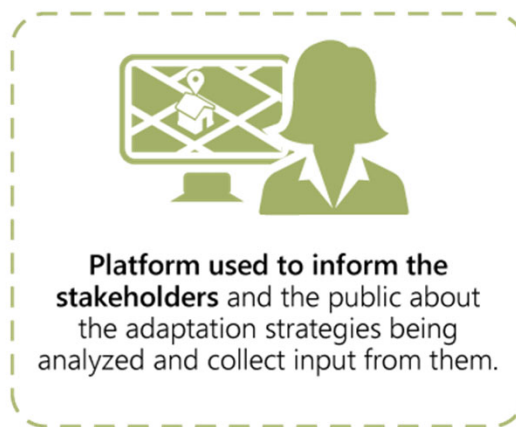 Platform used to inform the
stakeholders and the public about
the adaptation strategies being
analyzed and collect input from them.